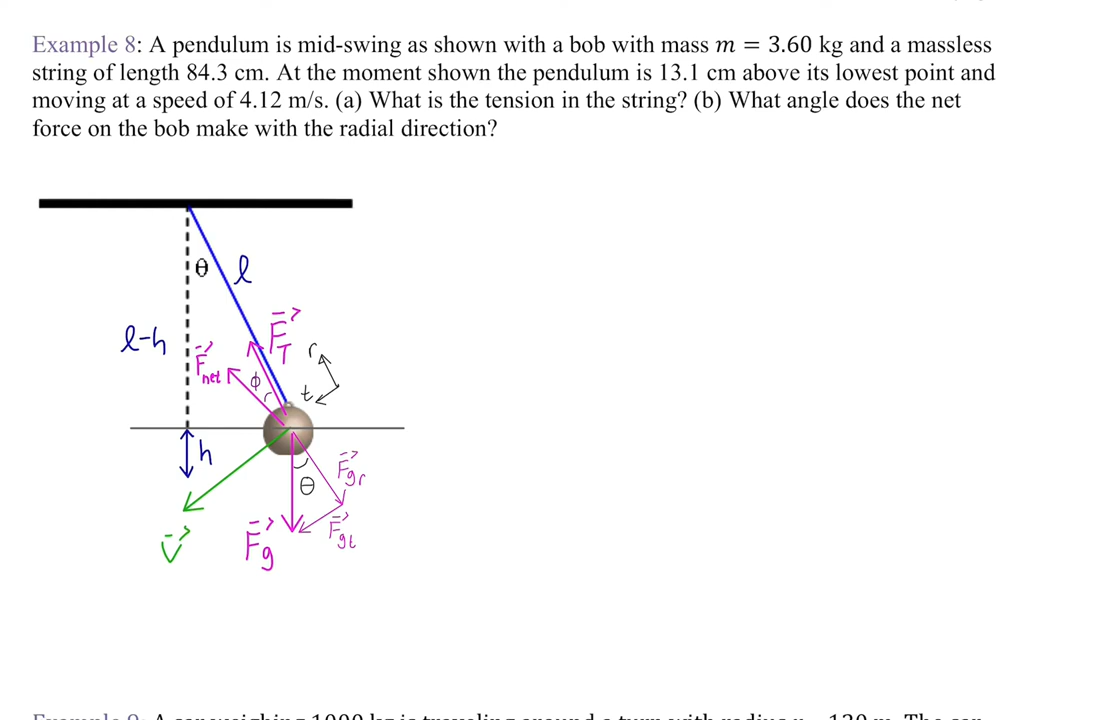 Example 8: A pendulum is mid-swing as shown with a bob with mass m = 3.60 kg and a massless
string of length 84.3 cm. At the moment shown the pendulum is 13.1 cm above its lowest point and
moving at a speed of 4.12 m/s. (a) What is the tension in the string? (b) What angle does the net
force on the bob make with the radial direction?
θ
ℓ
ℓ-h
F⃗T
r
F⃗net
ϕ
t
h
F⃗gr
θ
F⃗gt
v⃗
F⃗g